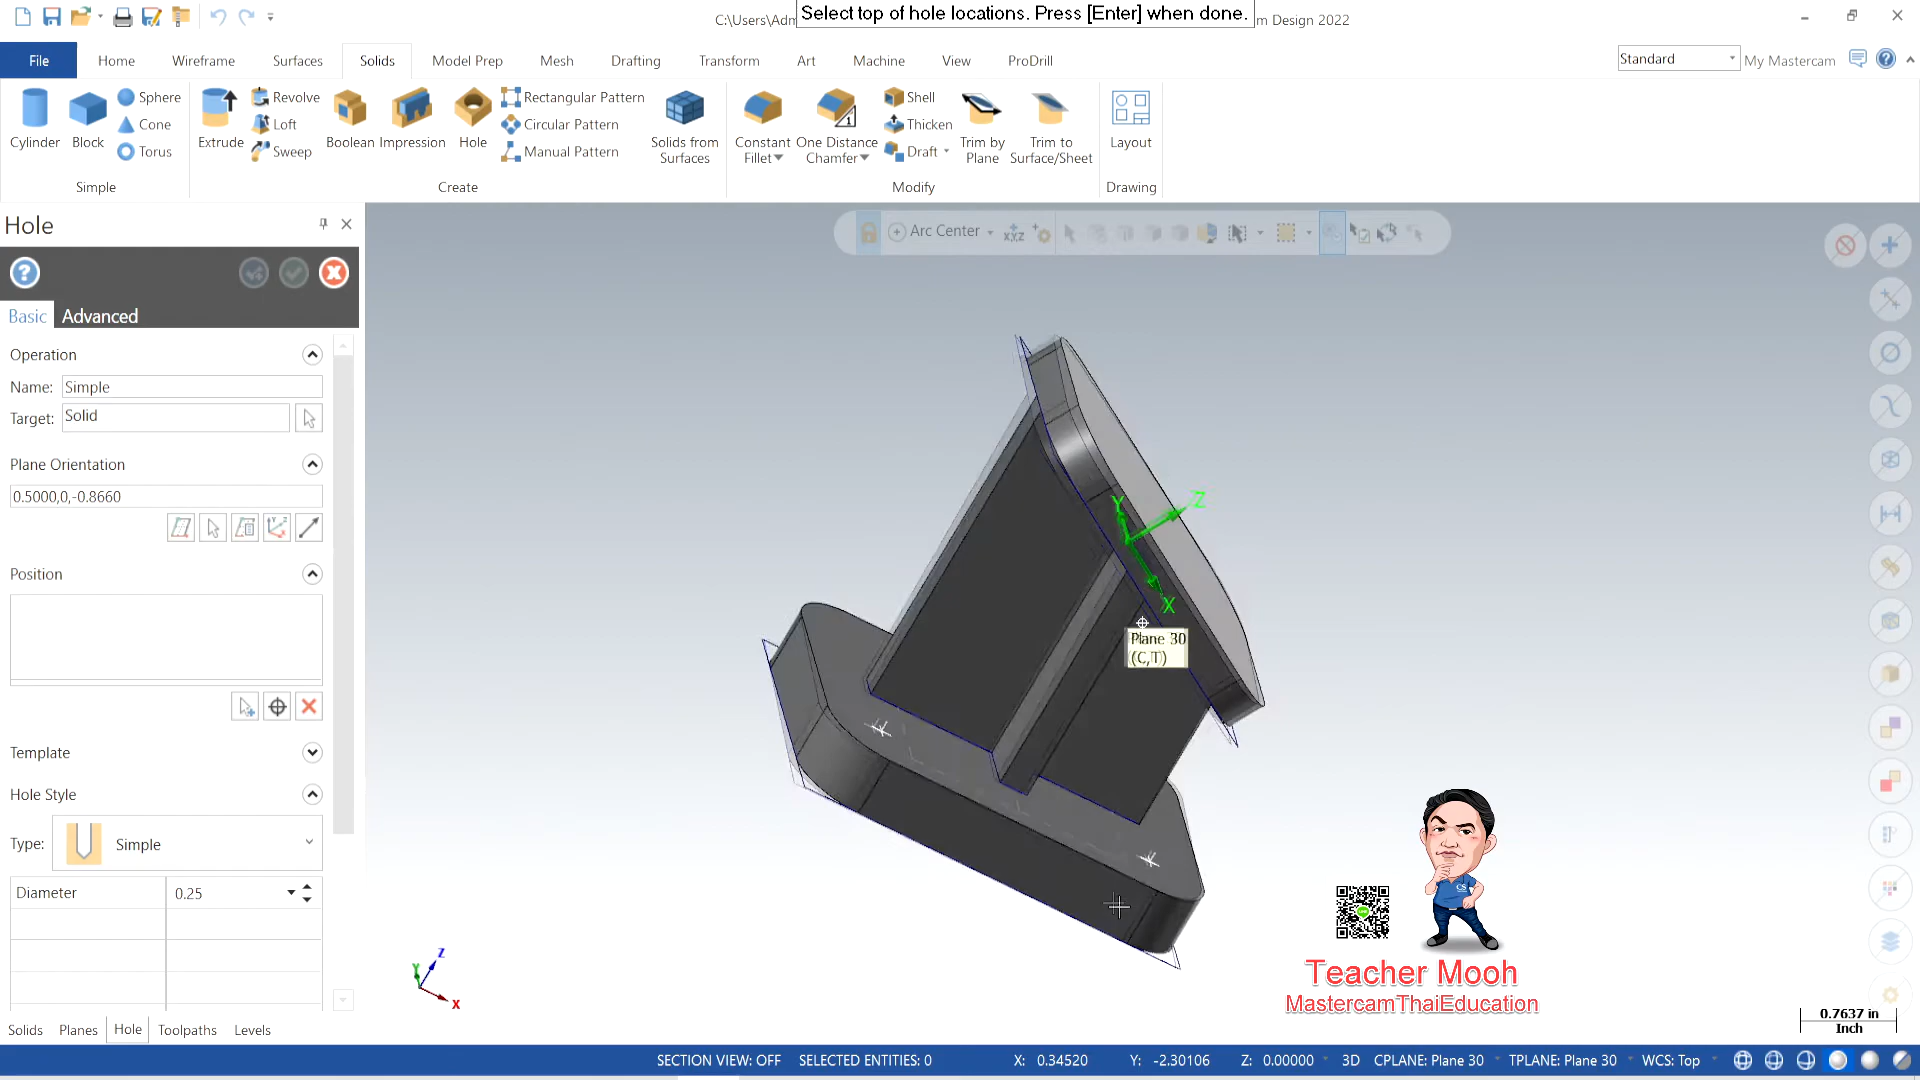 C:\Users\Adm
Select top of hole locations. Press [Enter] when done.
m Design 2022
File
Home
Wireframe
Surfaces
Solids
Model Prep
Mesh
Drafting
Transform
Art
Machine
View
ProDrill
Standard
My Mastercam
Cylinder
Block
Sphere
Cone
Torus
Simple
Extrude
Revolve
Loft
Sweep
Boolean
Impression
Hole
Rectangular Pattern
Circular Pattern
Manual Pattern
Solids from
Surfaces
Create
Constant
Fillet
One Distance
Chamfer
Shell
Thicken
Draft
Trim by
Plane
Trim to
Surface/Sheet
Modify
Layout
Drawing
Hole
Arc Center
Basic
Advanced
Operation
Name: Simple
Target: Solid
Plane Orientation
0.5000,0,-0.8660
Position
Template
Hole Style
Type: Simple
Diameter 0.25
Y
Z
X
Plane 30
(C,T)
Z
Y
X
CS
Teacher Mooh
MastercamThaiEducation
0.7637 in
Inch
Solids
Planes
Hole
Toolpaths
Levels
SECTION VIEW: OFF SELECTED ENTITIES: 0 X: 0.34520 Y: -2.30106 Z: 0.00000 3D CPLANE: Plane 30 TPLANE: Plane 30 WCS: Top